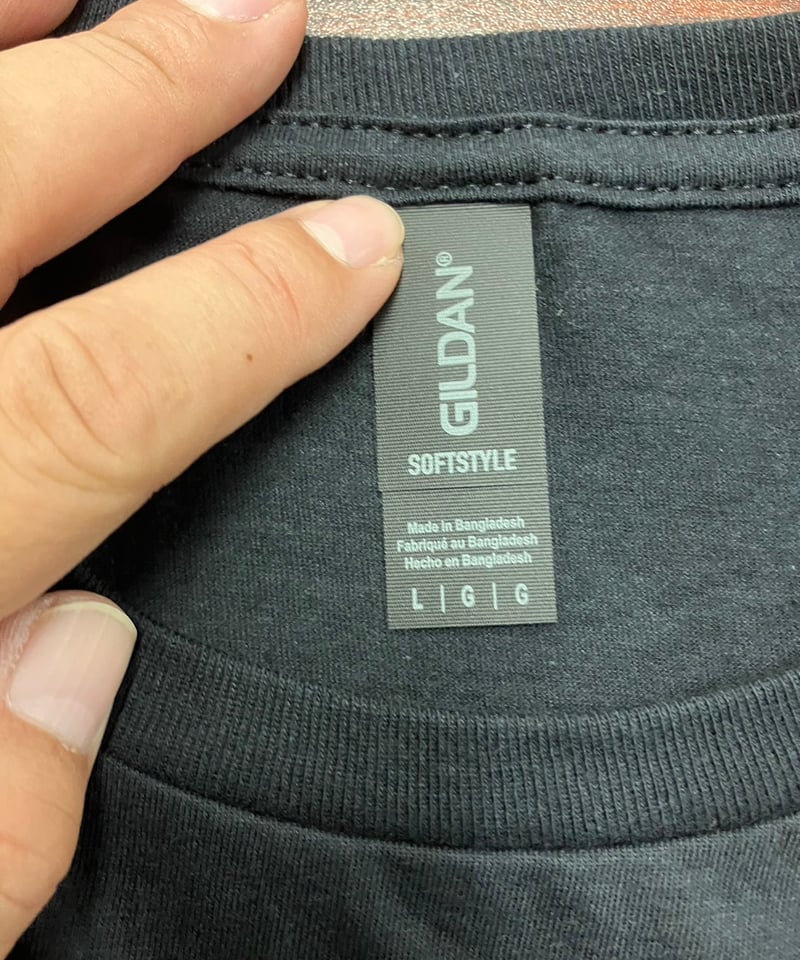 GILDAN®
SOFTSTYLE
Made in Bangladesh
Fabriqué au Bangladesh
Hecho en Bangladesh
L | G | G